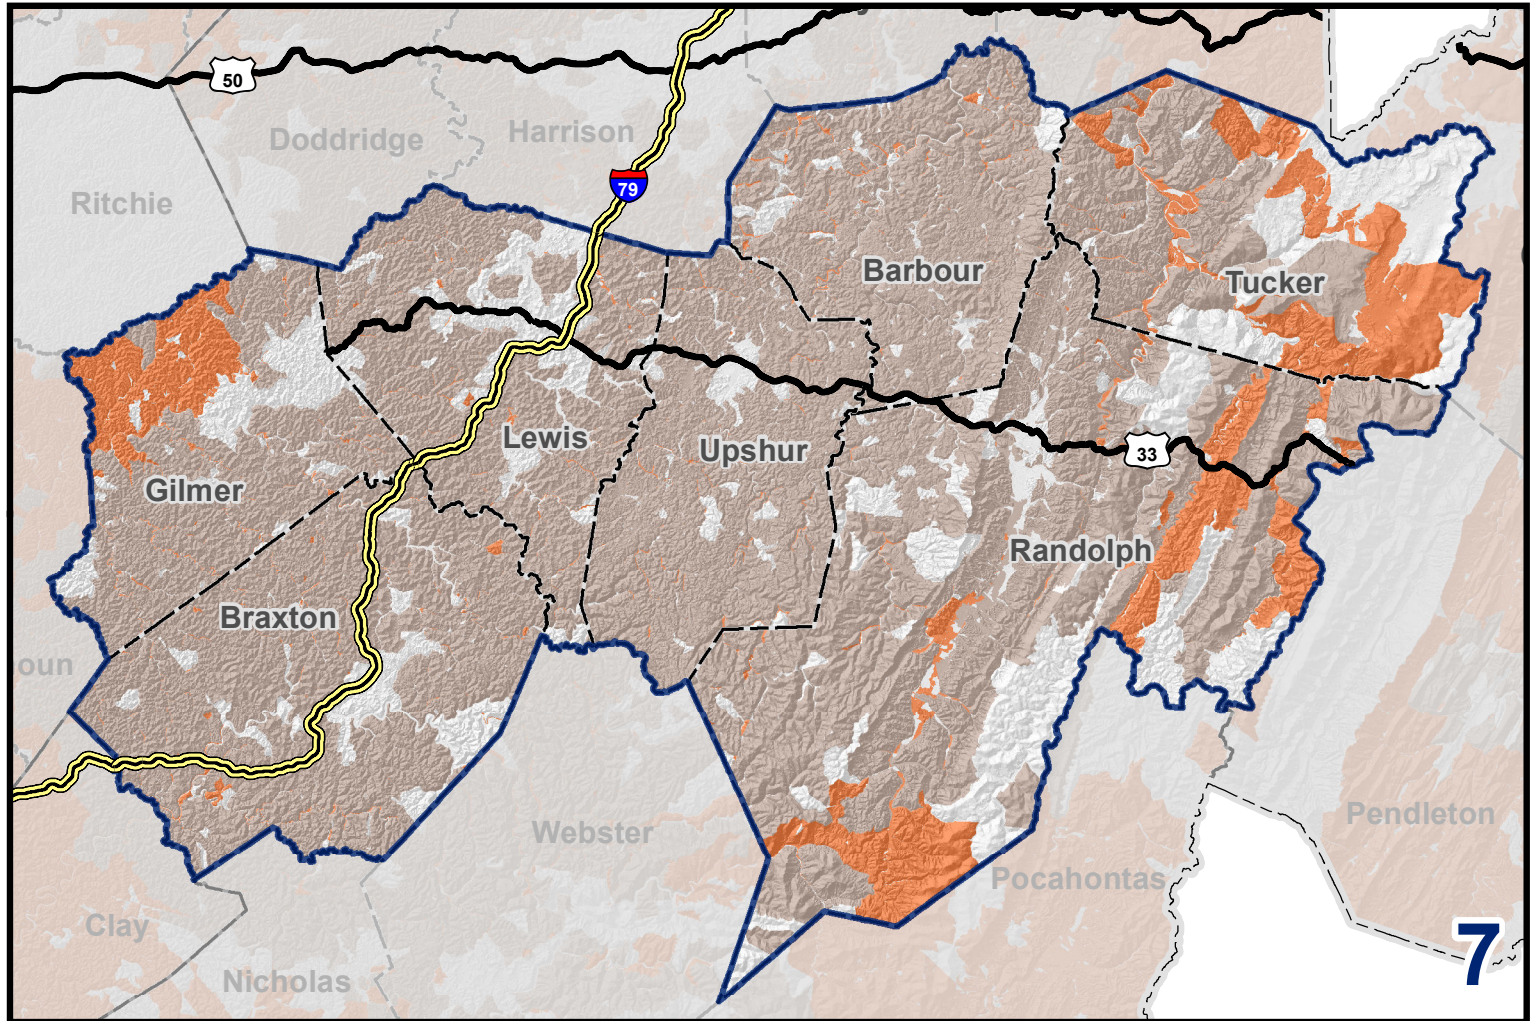 50
Doddridge
Harrison
79
Ritchie
Barbour
Tucker
Lewis
Upshur
33
Gilmer
Randolph
Braxton
oun
Webster
Pendleton
Pocahontas
Clay
7
Nicholas